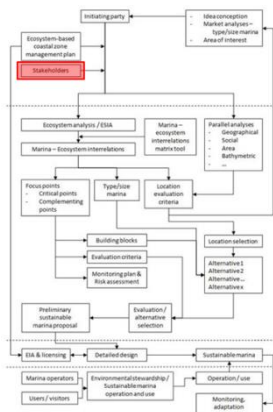 Initiating party
- Idea conception
- Market analyses –
type/size marina
- Area of interest
Ecosystem-based
coastal zone
management plan
Stakeholders
Ecosystem analysis / ESIA
Marina –
ecosystem
interrelations
matrix tool
Parallel analyses
- Geographical
- Social
- Area
- Bathymetric
- ...
Marina – Ecosystem interrelations
Focus points
- Critical points
- Complementing
points
Type/size
marina
Location
evaluation
criteria
Building blocks
Evaluation criteria
Monitoring plan &
Risk assessment
Location selection
Alternative 1
Alternative 2
Alternative...
Alternative x
Preliminary
sustainable
marina proposal
Evaluation /
alternative
selection
EIA & licensing
Detailed design
Sustainable marina
Marina operators
Users / visitors
Environmental stewardship /
Sustainable marina
operation and use
Operation / use
Monitoring,
adaptation